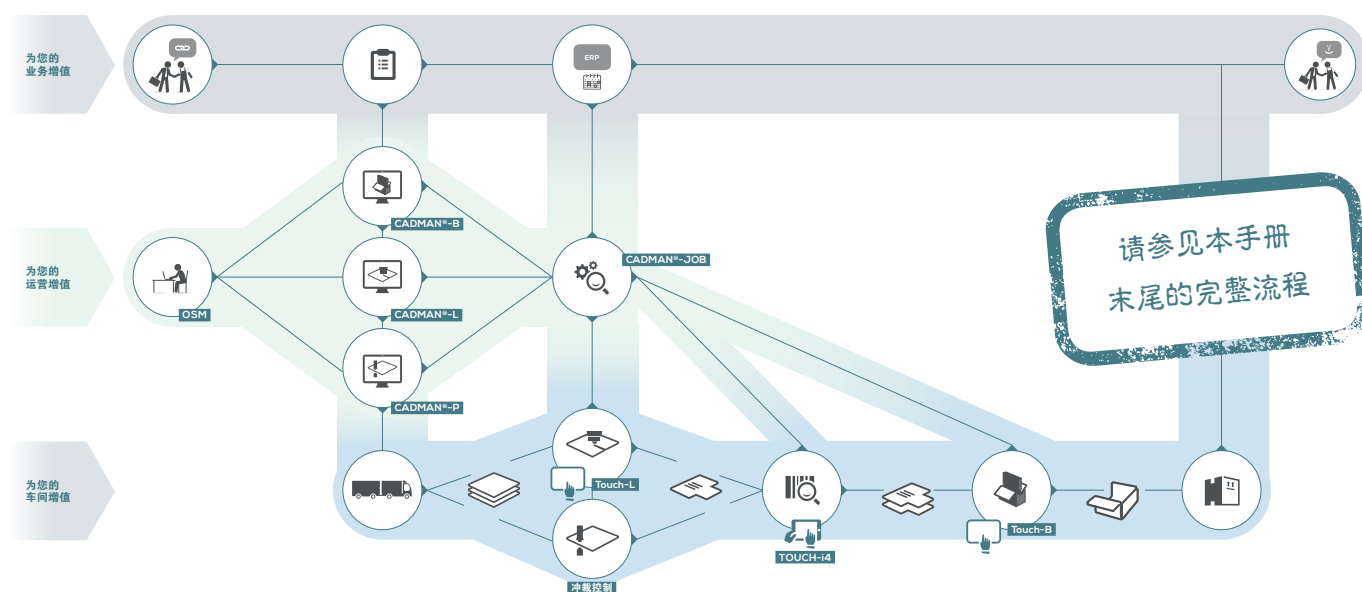 为您的
业务增值
ERP
CADMAN®-B
CADMAN®-JOB
请参见本手册
末尾的完整流程
为您的
运营增值
OSM
CADMAN®-L
CADMAN®-P
为您的
车间增值
Touch-L
Touch-B
TOUCH-i4
冲裁控制